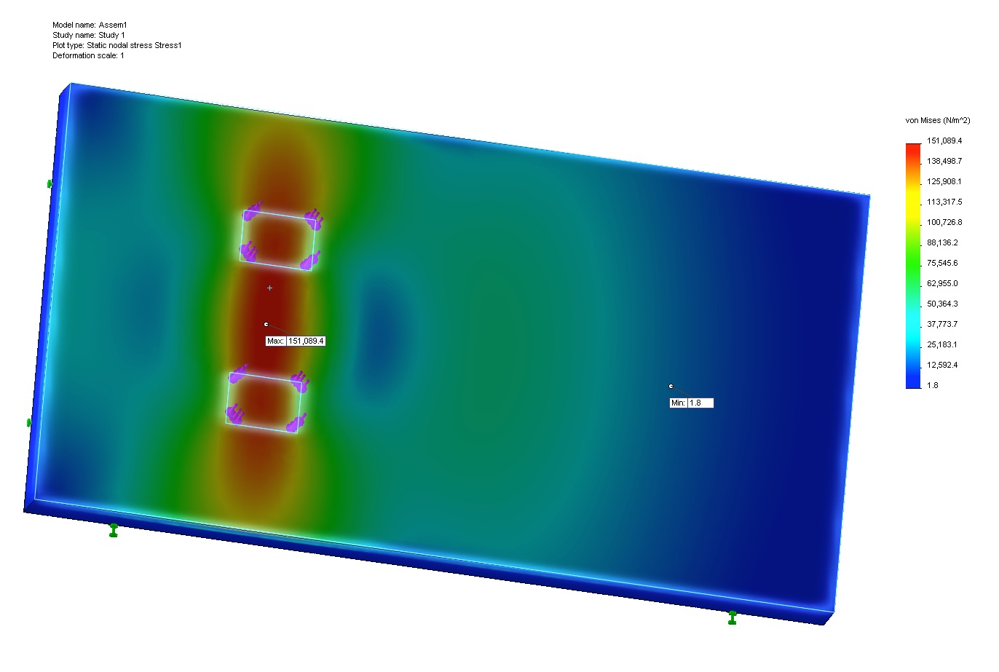 Model name: Assem1
Study name: Study 1
Plot type: Static nodal stress Stress1
Deformation scale: 1
von Mises (N/m^2)
151,089.4
138,498.7
125,908.1
113,317.5
100,726.8
88,136.2
75,545.6
62,955.0
50,364.3
37,773.7
25,183.1
12,592.4
1.8
Max: 151,089.4
Min: 1.8